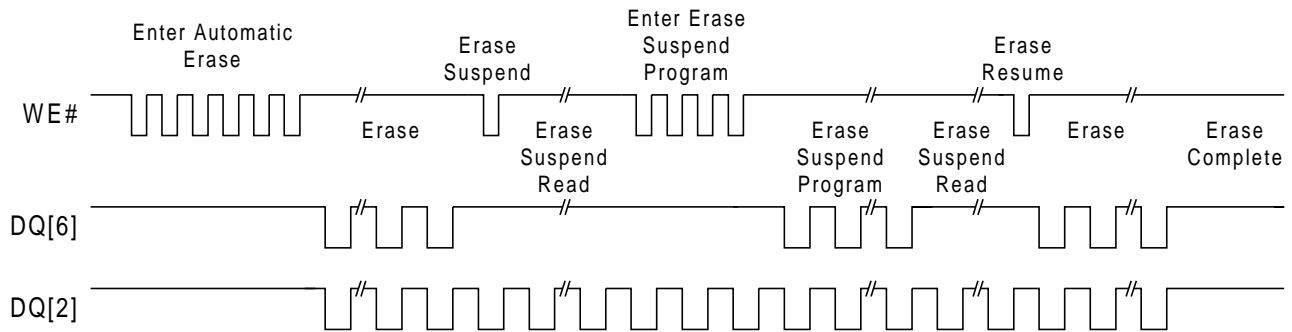 Enter Automatic
Erase
Erase
Suspend
Enter Erase
Suspend
Program
Erase
Resume
WE#
Erase
Erase
Suspend
Read
Erase
Suspend
Program
Erase
Suspend
Read
Erase
Erase
Complete
DQ[6]
DQ[2]